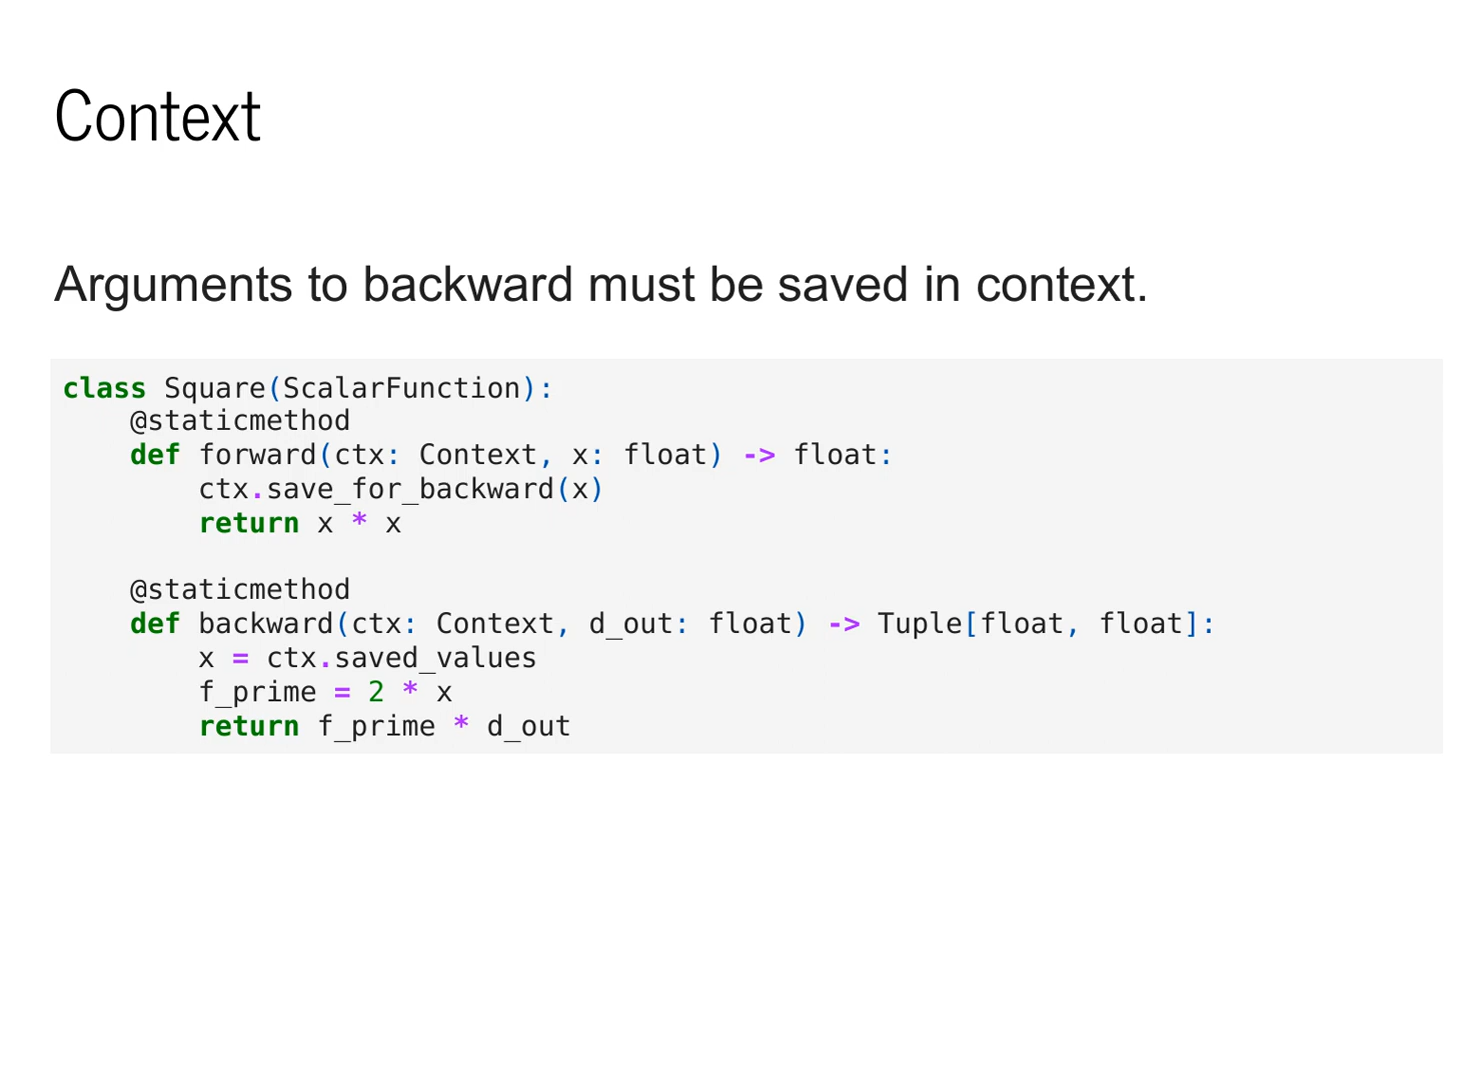 Context
Arguments to backward must be saved in context.
class Square(ScalarFunction):
    @staticmethod
    def forward(ctx: Context, x: float) -> float:
        ctx.save_for_backward(x)
        return x * x
    @staticmethod
    def backward(ctx: Context, d_out: float) -> Tuple[float, float]:
        x = ctx.saved_values
        f_prime = 2 * x
        return f_prime * d_out